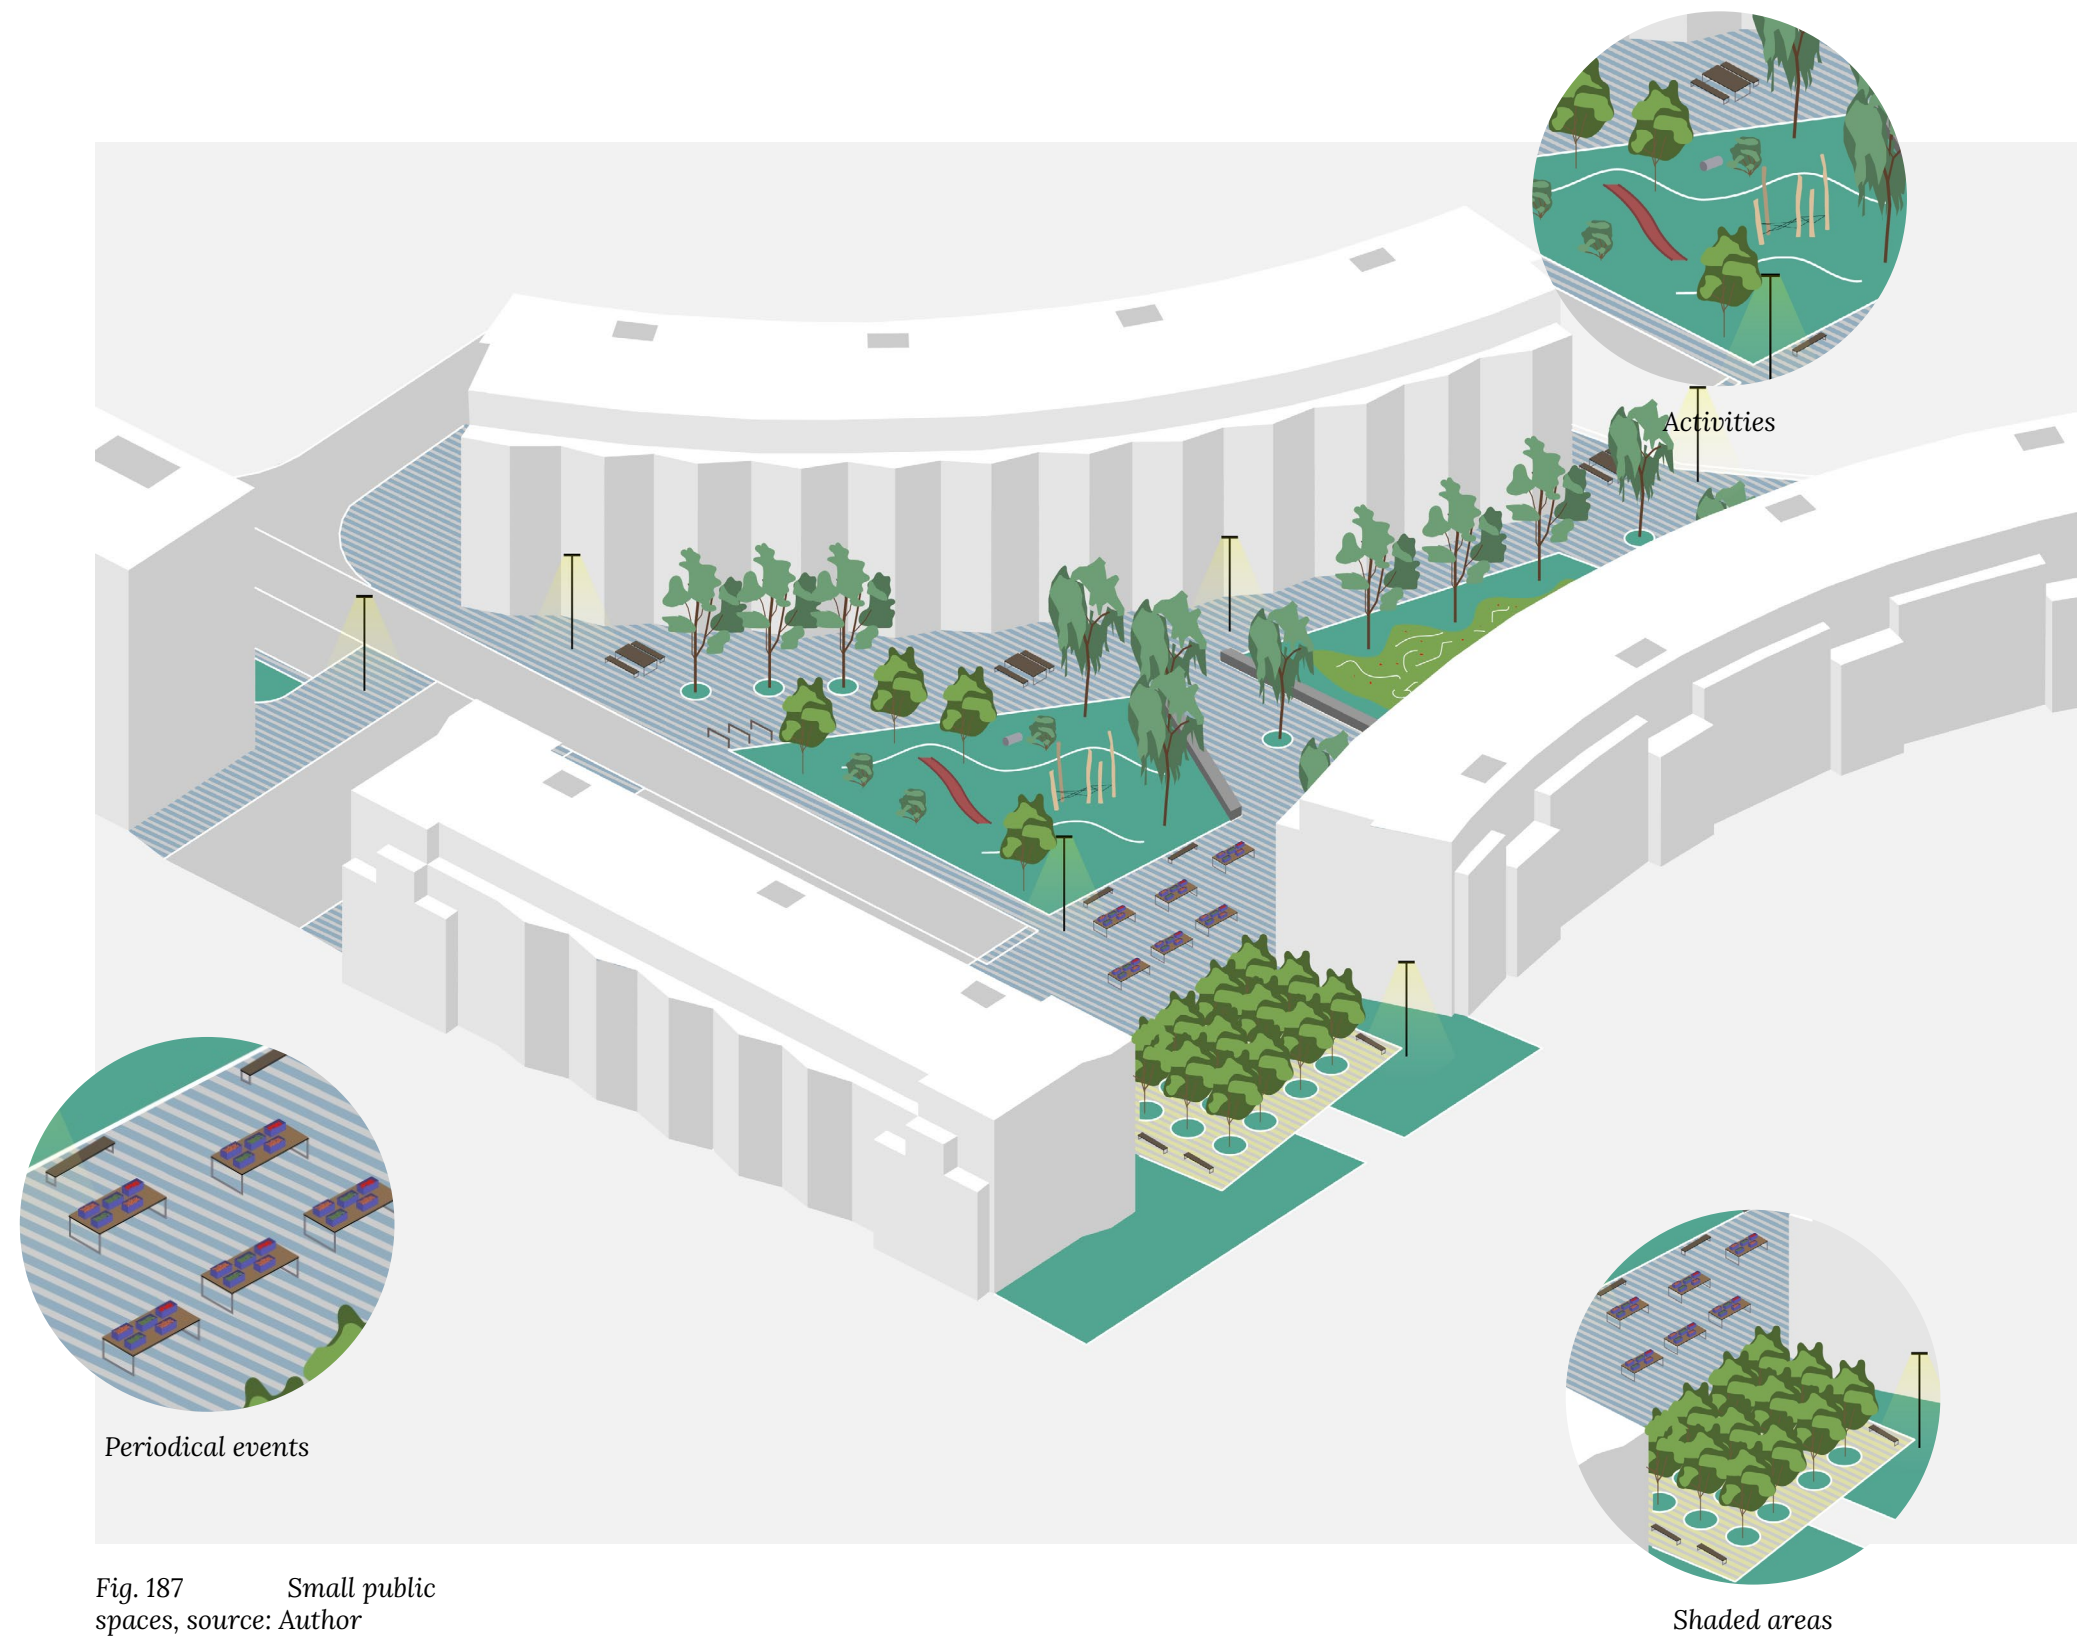 Activities
Periodical events
Fig. 187 Small public
spaces, source: Author
Shaded areas